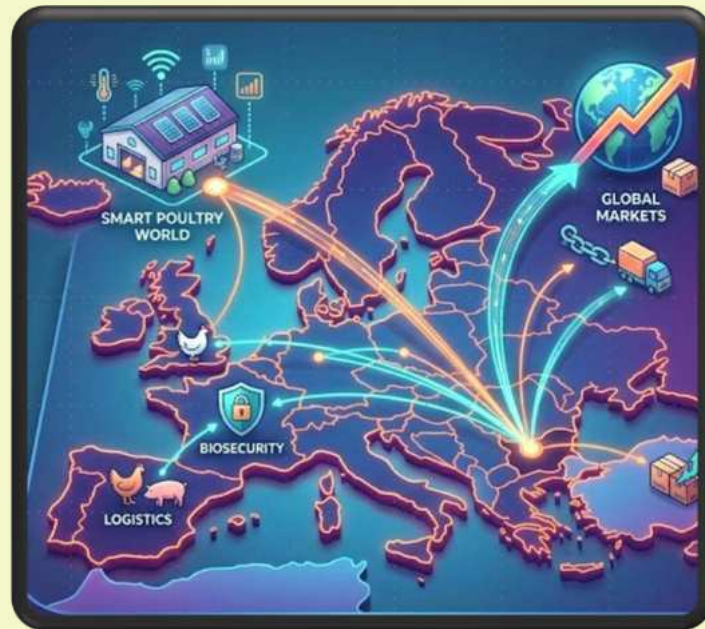 SMART POULTRY
WORLD
GLOBAL
MARKETS
BIOSECURITY
LOGISTICS